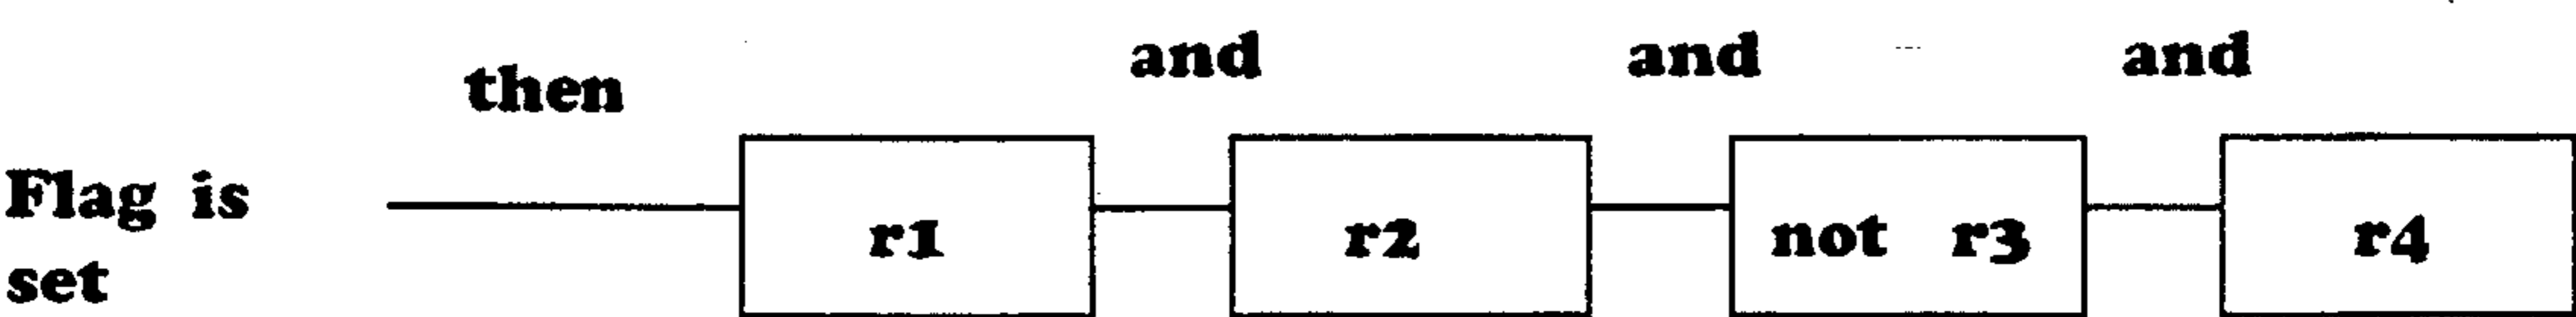 and and and
then
Flag is
set
r1 r2 not r3 r4